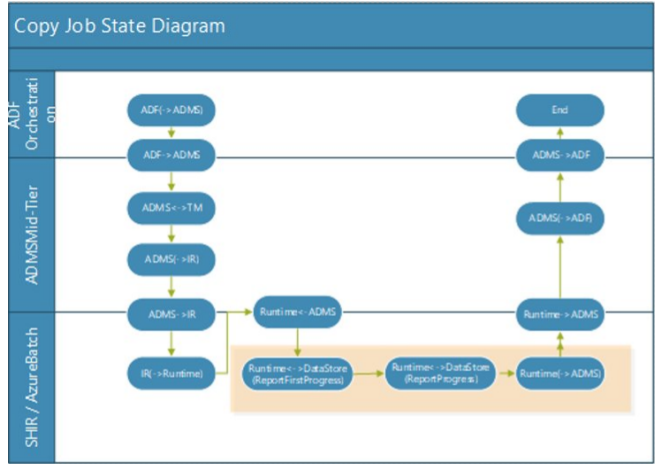 Copy Job State Diagram
ADF
Orchestrati
on
ADF(->ADMS)
End
ADF->ADMS
ADMS->ADF
ADMSMid-Tier
ADMS<->TM
ADMS(->ADF)
ADMS(->IR)
ADMS->IR
Runtime<-ADMS
Runtime->ADMS
SHIR / AzureBatch
IR(->Runtime)
Runtime<->DataStore
(ReportFirstProgress)
Runtime<->DataStore
(ReportProgress)
Runtime(->ADMS)